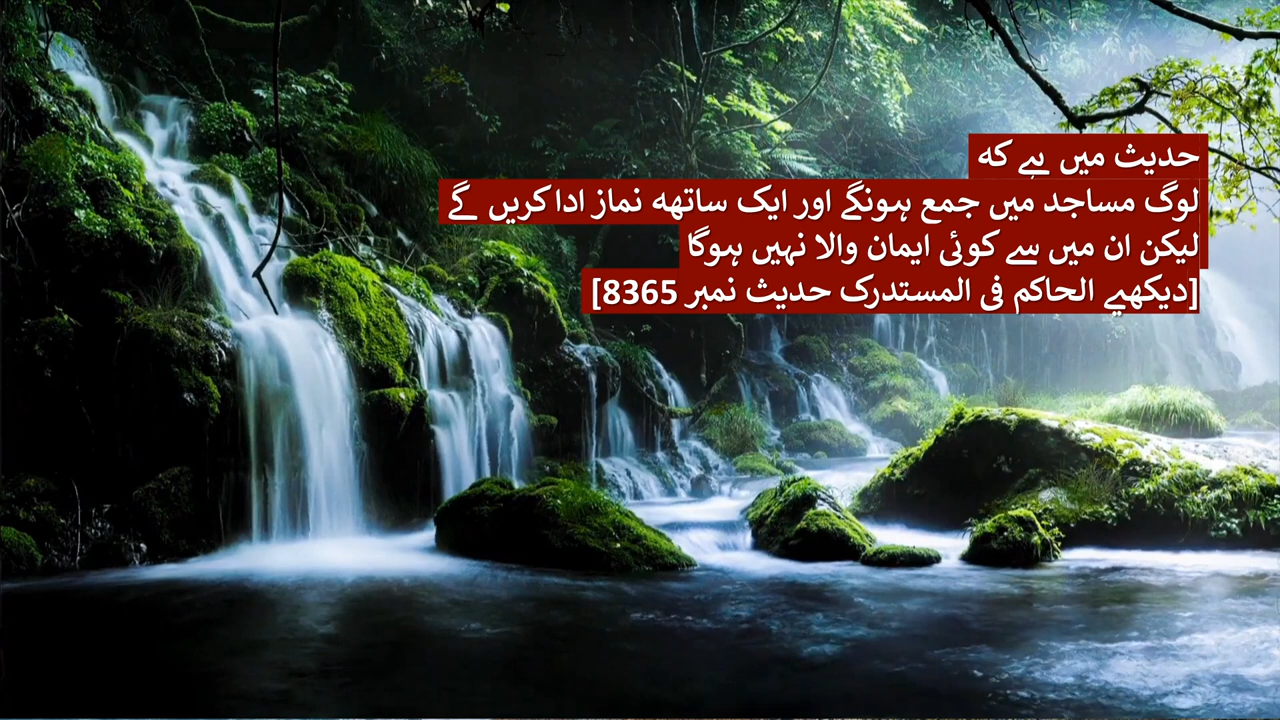 حدیث میں ہے کہ
لوگ مساجد میں جمع ہونگے اور ایک ساتھ نماز ادا کریں گے
لیکن ان میں سے کوئی ایمان والا نہیں ہوگا
[دیکھیے الحاکم فی المستدرک حدیث نمبر 8365]